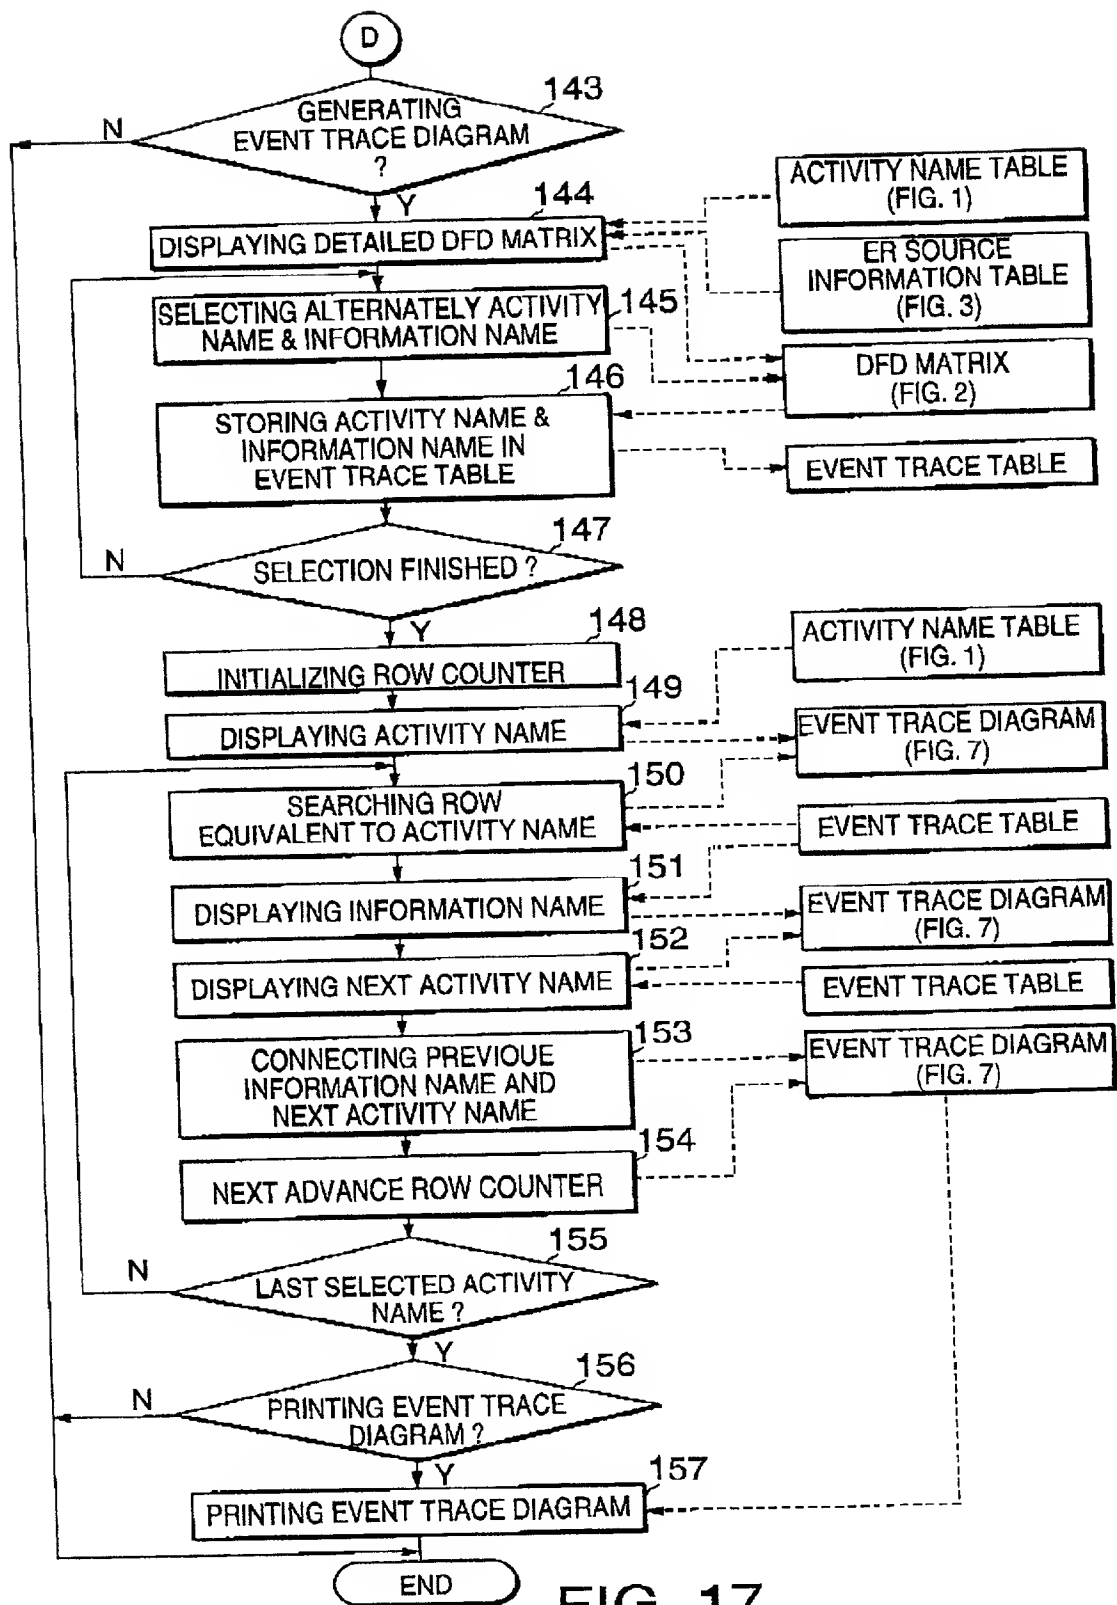 D
143
GENERATING
EVENT TRACE DIAGRAM
?
N
Y
144
DISPLAYING DETAILED DFD MATRIX
ACTIVITY NAME TABLE
(FIG. 1)
ER SOURCE
INFORMATION TABLE
(FIG. 3)
145
SELECTING ALTERNATELY ACTIVITY
NAME & INFORMATION NAME
DFD MATRIX
(FIG. 2)
146
STORING ACTIVITY NAME &
INFORMATION NAME IN
EVENT TRACE TABLE
EVENT TRACE TABLE
147
SELECTION FINISHED ?
N
Y
148
INITIALIZING ROW COUNTER
ACTIVITY NAME TABLE
(FIG. 1)
149
DISPLAYING ACTIVITY NAME
EVENT TRACE DIAGRAM
(FIG. 7)
150
SEARCHING ROW
EQUIVALENT TO ACTIVITY NAME
EVENT TRACE TABLE
151
DISPLAYING INFORMATION NAME
EVENT TRACE DIAGRAM
(FIG. 7)
152
DISPLAYING NEXT ACTIVITY NAME
EVENT TRACE TABLE
153
CONNECTING PREVIOUE
INFORMATION NAME AND
NEXT ACTIVITY NAME
EVENT TRACE DIAGRAM
(FIG. 7)
154
NEXT ADVANCE ROW COUNTER
155
LAST SELECTED ACTIVITY
NAME ?
N
Y
156
PRINTING EVENT TRACE
DIAGRAM ?
N
Y
157
PRINTING EVENT TRACE DIAGRAM
END
FIG. 17